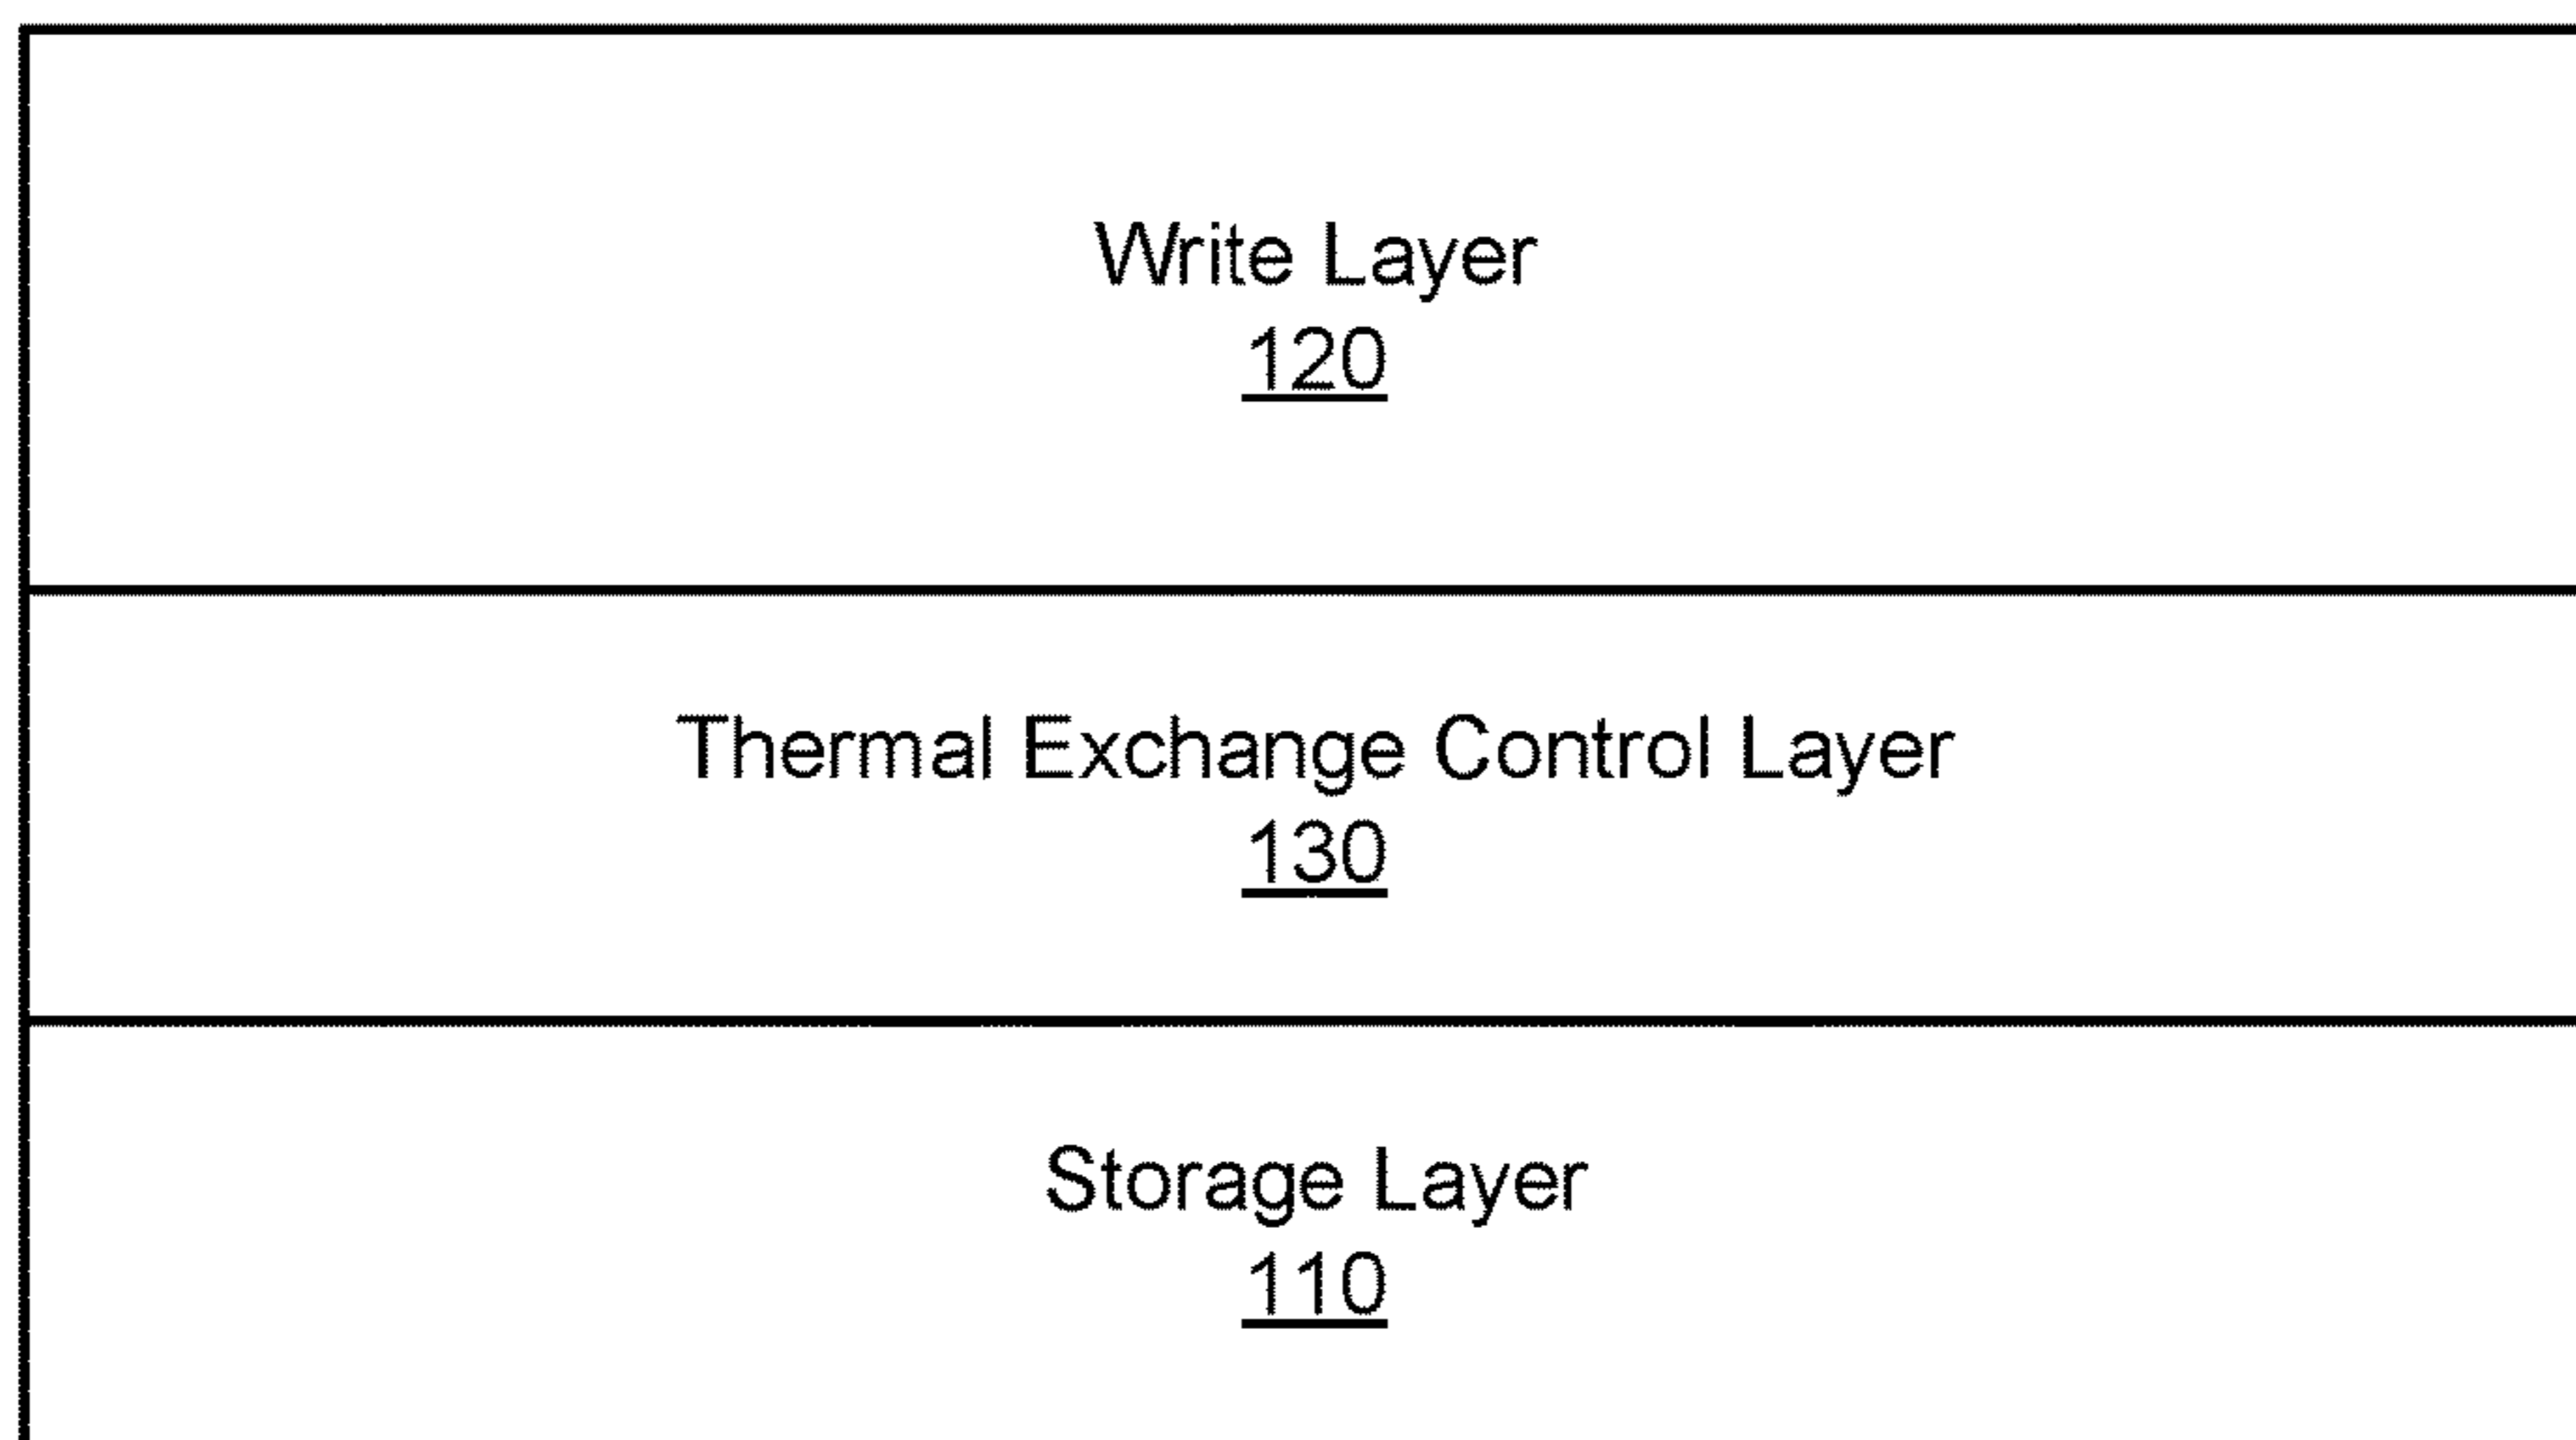 Write Layer
120
Thermal Exchange Control Layer
130
Storage Layer
110